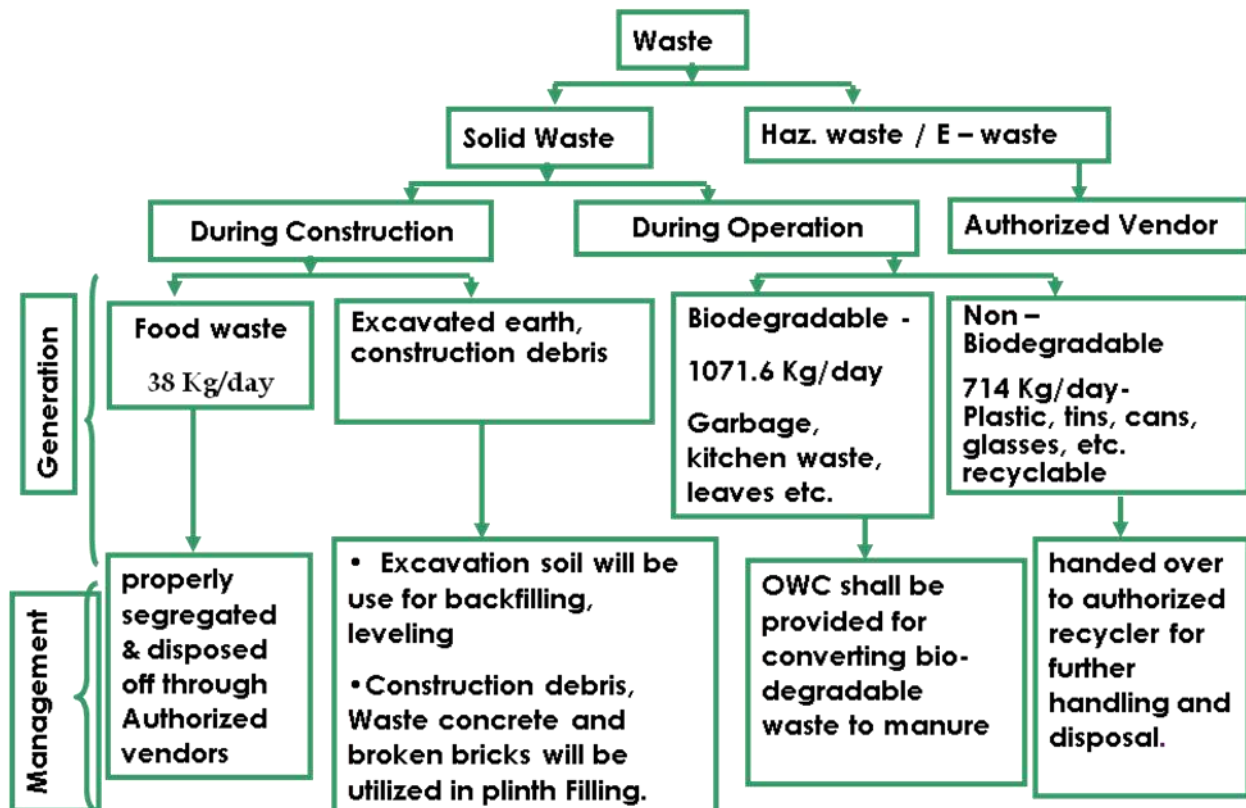 Waste
Solid Waste
Haz. waste / E – waste
During Construction
During Operation
Authorized Vendor
Generation
Food waste
38 Kg/day
Excavated earth,
construction debris
Biodegradable -
1071.6 Kg/day
Garbage,
kitchen waste,
leaves etc.
Non –
Biodegradable
714 Kg/day-
Plastic, tins, cans,
glasses, etc.
recyclable
Management
properly
segregated
& disposed
off through
Authorized
vendors
• Excavation soil will be
use for backfilling,
leveling
•Construction debris,
Waste concrete and
broken bricks will be
utilized in plinth Filling.
OWC shall be
provided for
converting bio-
degradable
waste to manure
handed over
to authorized
recycler for
further
handling and
disposal.